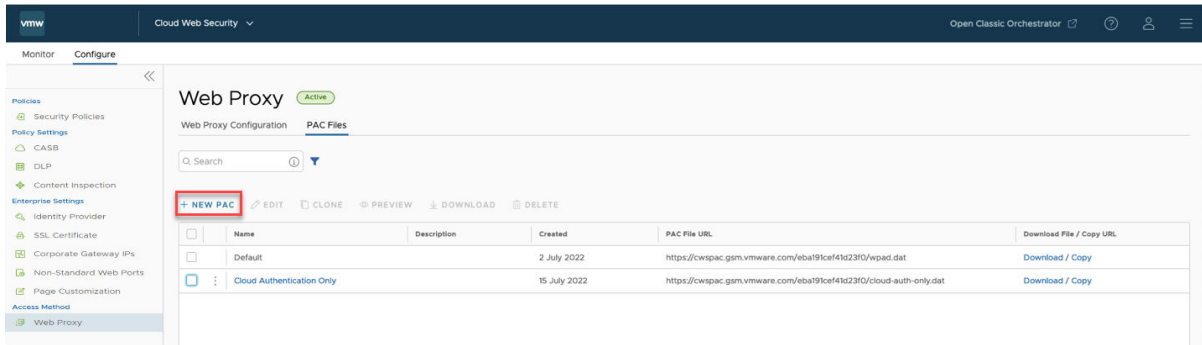 vmw
Cloud Web Security
Open Classic Orchestrator
Monitor Configure
Policies
Security Policies
Policy Settings
CASB
DLP
Content Inspection
Enterprise Settings
Identity Provider
SSL Certificate
Corporate Gateway IPs
Non-Standard Web Ports
Page Customization
Access Method
Web Proxy
Web Proxy Active
Web Proxy Configuration PAC Files
Search
+ NEW PAC EDIT CLONE PREVIEW DOWNLOAD DELETE
Name Description Created PAC File URL Download File / Copy URL
Default 2 July 2022 https://cwspac.gsm.vmware.com/eba191cef41d23f0/wpad.dat Download / Copy
Cloud Authentication Only 15 July 2022 https://cwspac.gsm.vmware.com/eba191cef41d23f0/cloud-auth-only.dat Download / Copy